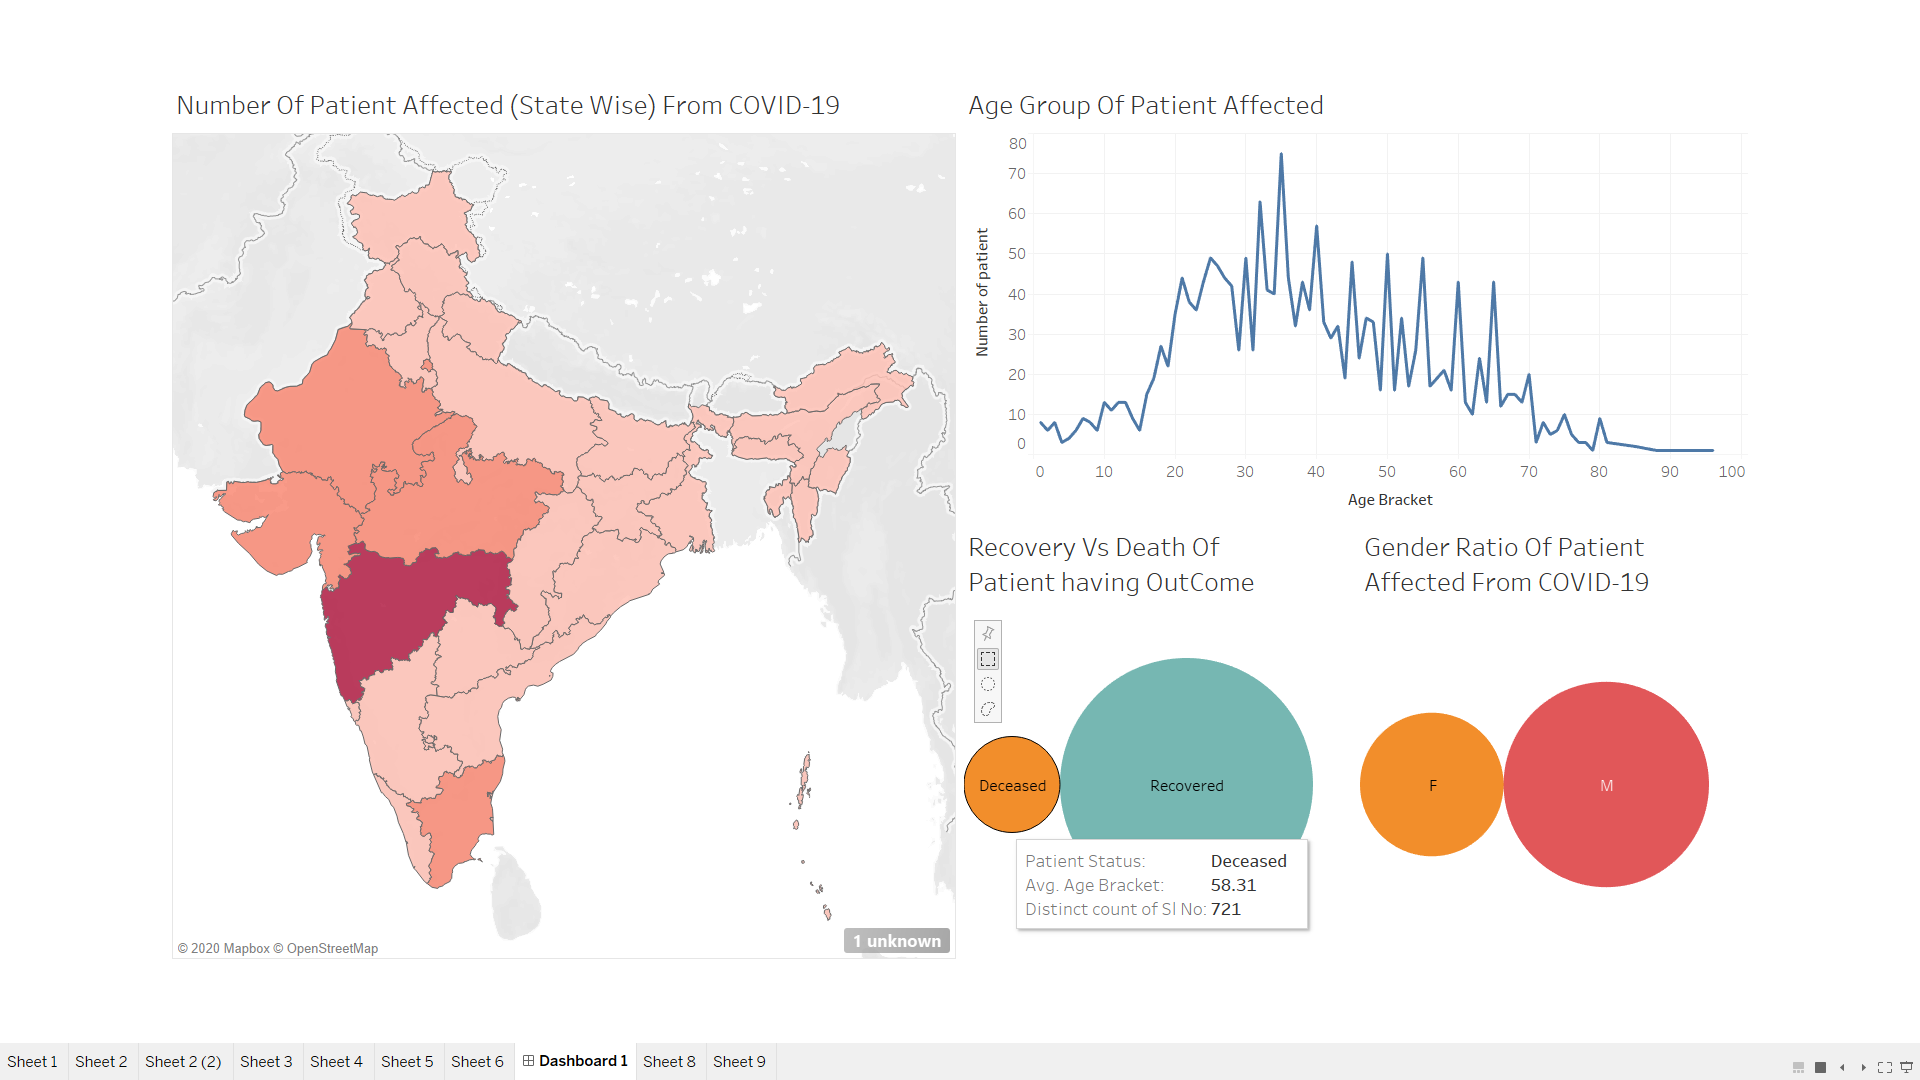 Number Of Patient Affected (State Wise) From COVID-19
© 2020 Mapbox © OpenStreetMap
1 unknown
Age Group Of Patient Affected
Number of patient
80
70
60
50
40
30
20
10
0
0 10 20 30 40 50 60 70 80 90 100
Age Bracket
Recovery Vs Death Of
Patient having OutCome
Deceased
Recovered
Patient Status: Deceased
Avg. Age Bracket: 58.31
Distinct count of Sl No: 721
Gender Ratio Of Patient
Affected From COVID-19
F
M
Sheet 1 Sheet 2 Sheet 2 (2) Sheet 3 Sheet 4 Sheet 5 Sheet 6 Dashboard 1 Sheet 8 Sheet 9